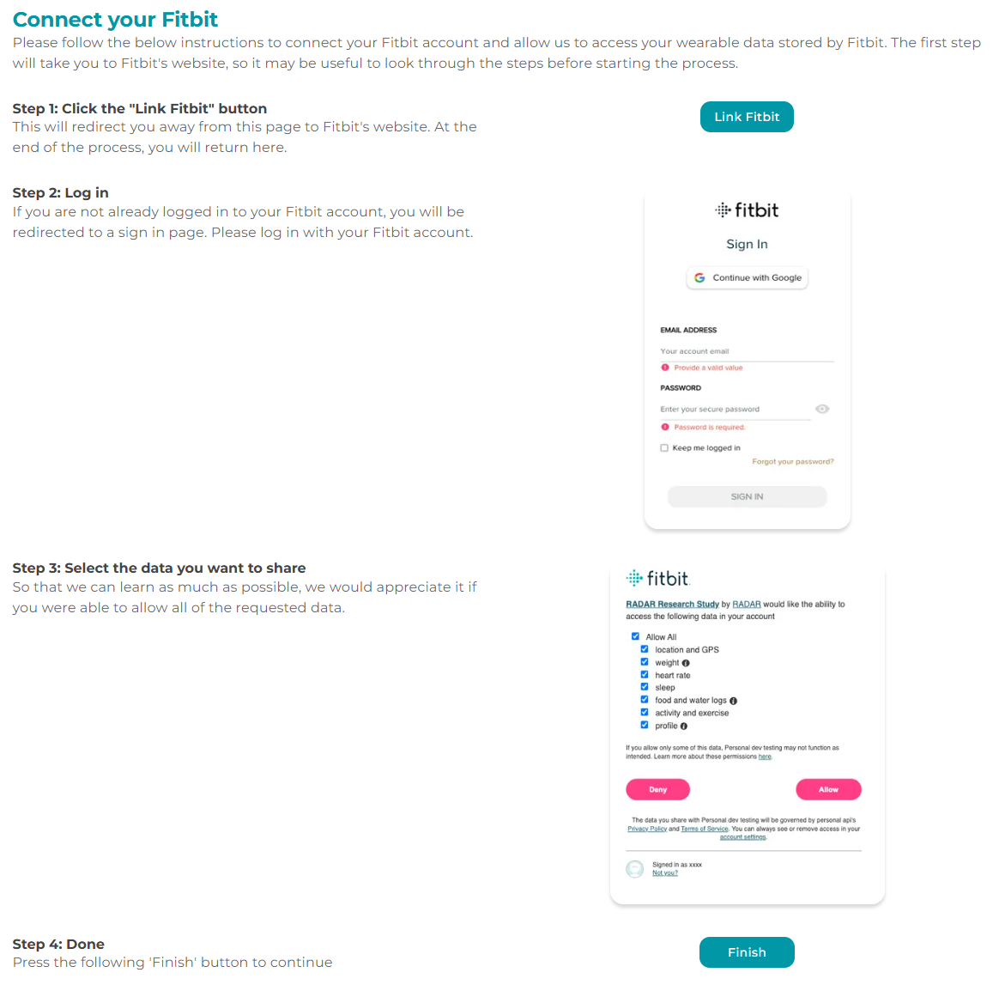 Connect your Fitbit
Please follow the below instructions to connect your Fitbit account and allow us to access your wearable data stored by Fitbit. The first step
will take you to Fitbit's website, so it may be useful to look through the steps before starting the process.
Step 1: Click the "Link Fitbit" button
This will redirect you away from this page to Fitbit's website. At the
end of the process, you will return here.
Link Fitbit
Step 2: Log in
If you are not already logged in to your Fitbit account, you will be
redirected to a sign in page. Please log in with your Fitbit account.
fitbit
Sign In
Continue with Google
EMAIL ADDRESS
Your account email
Provide a valid value
PASSWORD
Enter your secure password
Password is required.
Keep me logged in
Forgot your password?
SIGN IN
Step 3: Select the data you want to share
So that we can learn as much as possible, we would appreciate it if
you were able to allow all of the requested data.
fitbit
RADAR Research Study by RADAR would like the ability to
access the following data in your account
Allow All
location and GPS
weight
heart rate
sleep
food and water logs
activity and exercise
profile
If you allow only some of this data, Personal dev testing may not function as
intended. Learn more about these permissions here.
Deny
Allow
The data you share with Personal dev testing will be governed by personal api's
Privacy Policy and Terms of Service. You can always see or remove access in your
account settings.
Signed in as xxxx
Not you?
Step 4: Done
Press the following 'Finish' button to continue
Finish